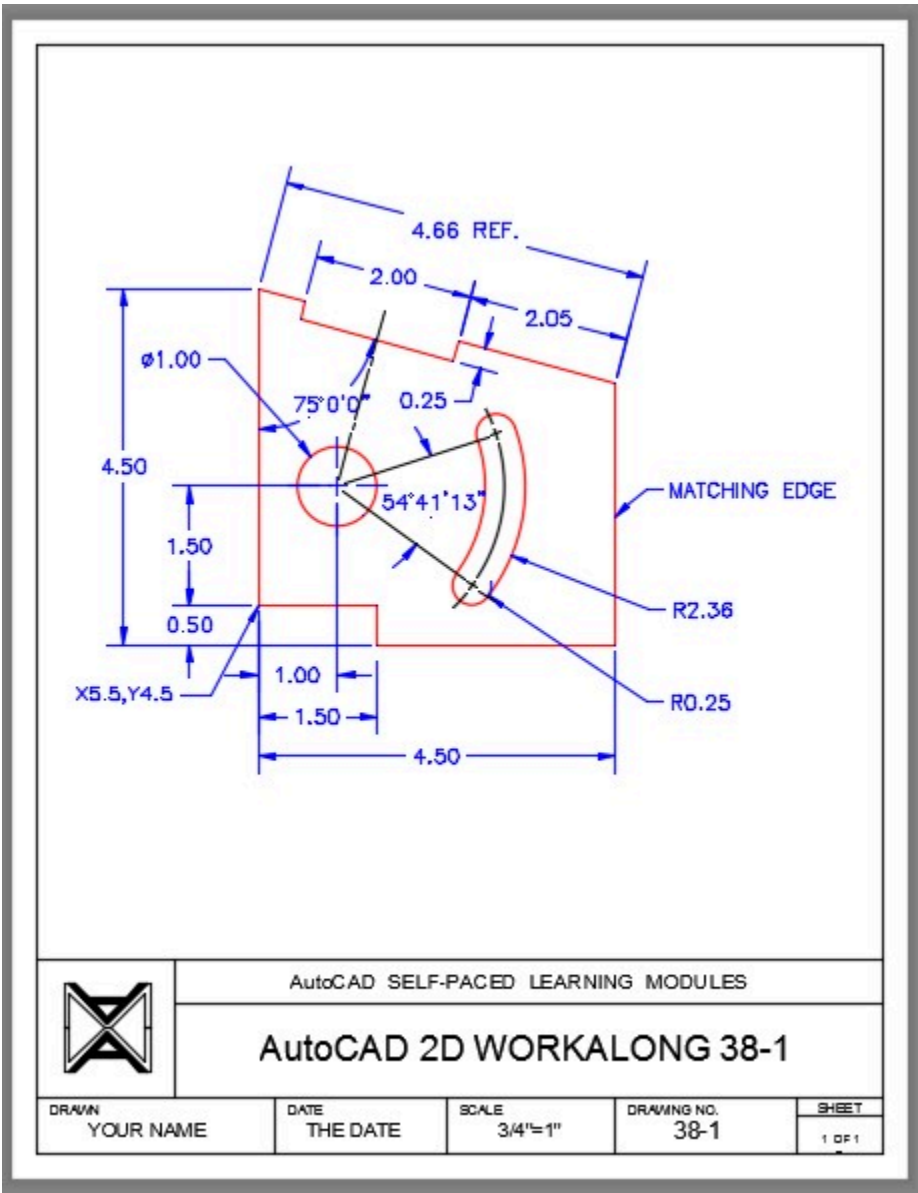 4.66 REF.
2.00
2.05
ø1.00
75°0'0"
0.25
4.50
54°41'13"
MATCHING EDGE
1.50
R2.36
0.50
1.00
X5.5,Y4.5
R0.25
1.50
4.50
AutoCAD SELF-PACED LEARNING MODULES
AutoCAD 2D WORKALONG 38-1
DRAWN
YOUR NAME
DATE
THE DATE
SCALE
3/4"=1"
DRAWING NO.
38-1
SHEET
1 OF 1